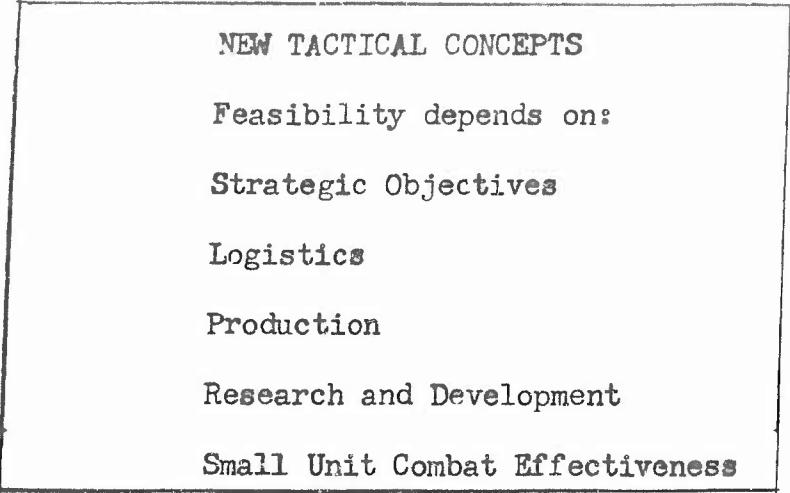 NEW TACTICAL CONCEPTS
Feasibility depends on:
Strategic Objectives
Logistics
Production
Research and Development
Small Unit Combat Effectiveness